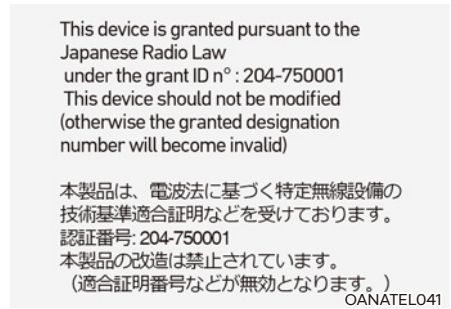 This device is granted pursuant to the
Japanese Radio Law
under the grant ID n° : 204-750001
This device should not be modified
(otherwise the granted designation
number will become invalid)
本製品は、電波法に基づく特定無線設備の
技術基準適合証明などを受けております。
認証番号: 204-750001
本製品の改造は禁止されています。
（適合証明番号などが無効となります。）
OANATEL041